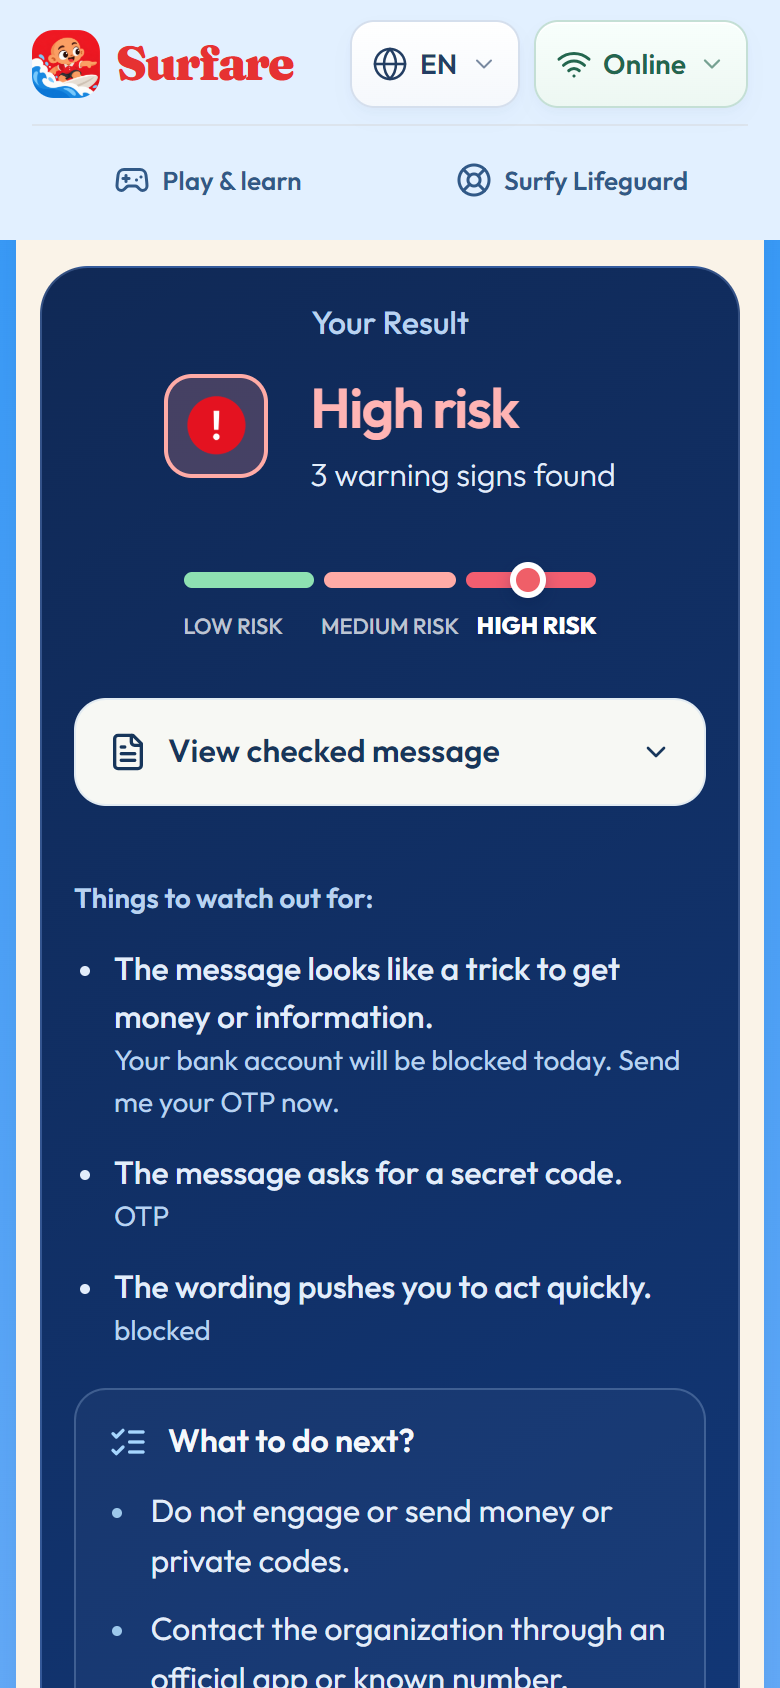 Surfare
EN
Online
Play & learn
Surfy Lifeguard
Your Result
!
High risk
3 warning signs found
LOW RISK
MEDIUM RISK
HIGH RISK
View checked message
Things to watch out for:
The message looks like a trick to get
money or information.
Your bank account will be blocked today. Send
me your OTP now.
The message asks for a secret code.
OTP
The wording pushes you to act quickly.
blocked
What to do next?
Do not engage or send money or
private codes.
Contact the organization through an
official app or known number.